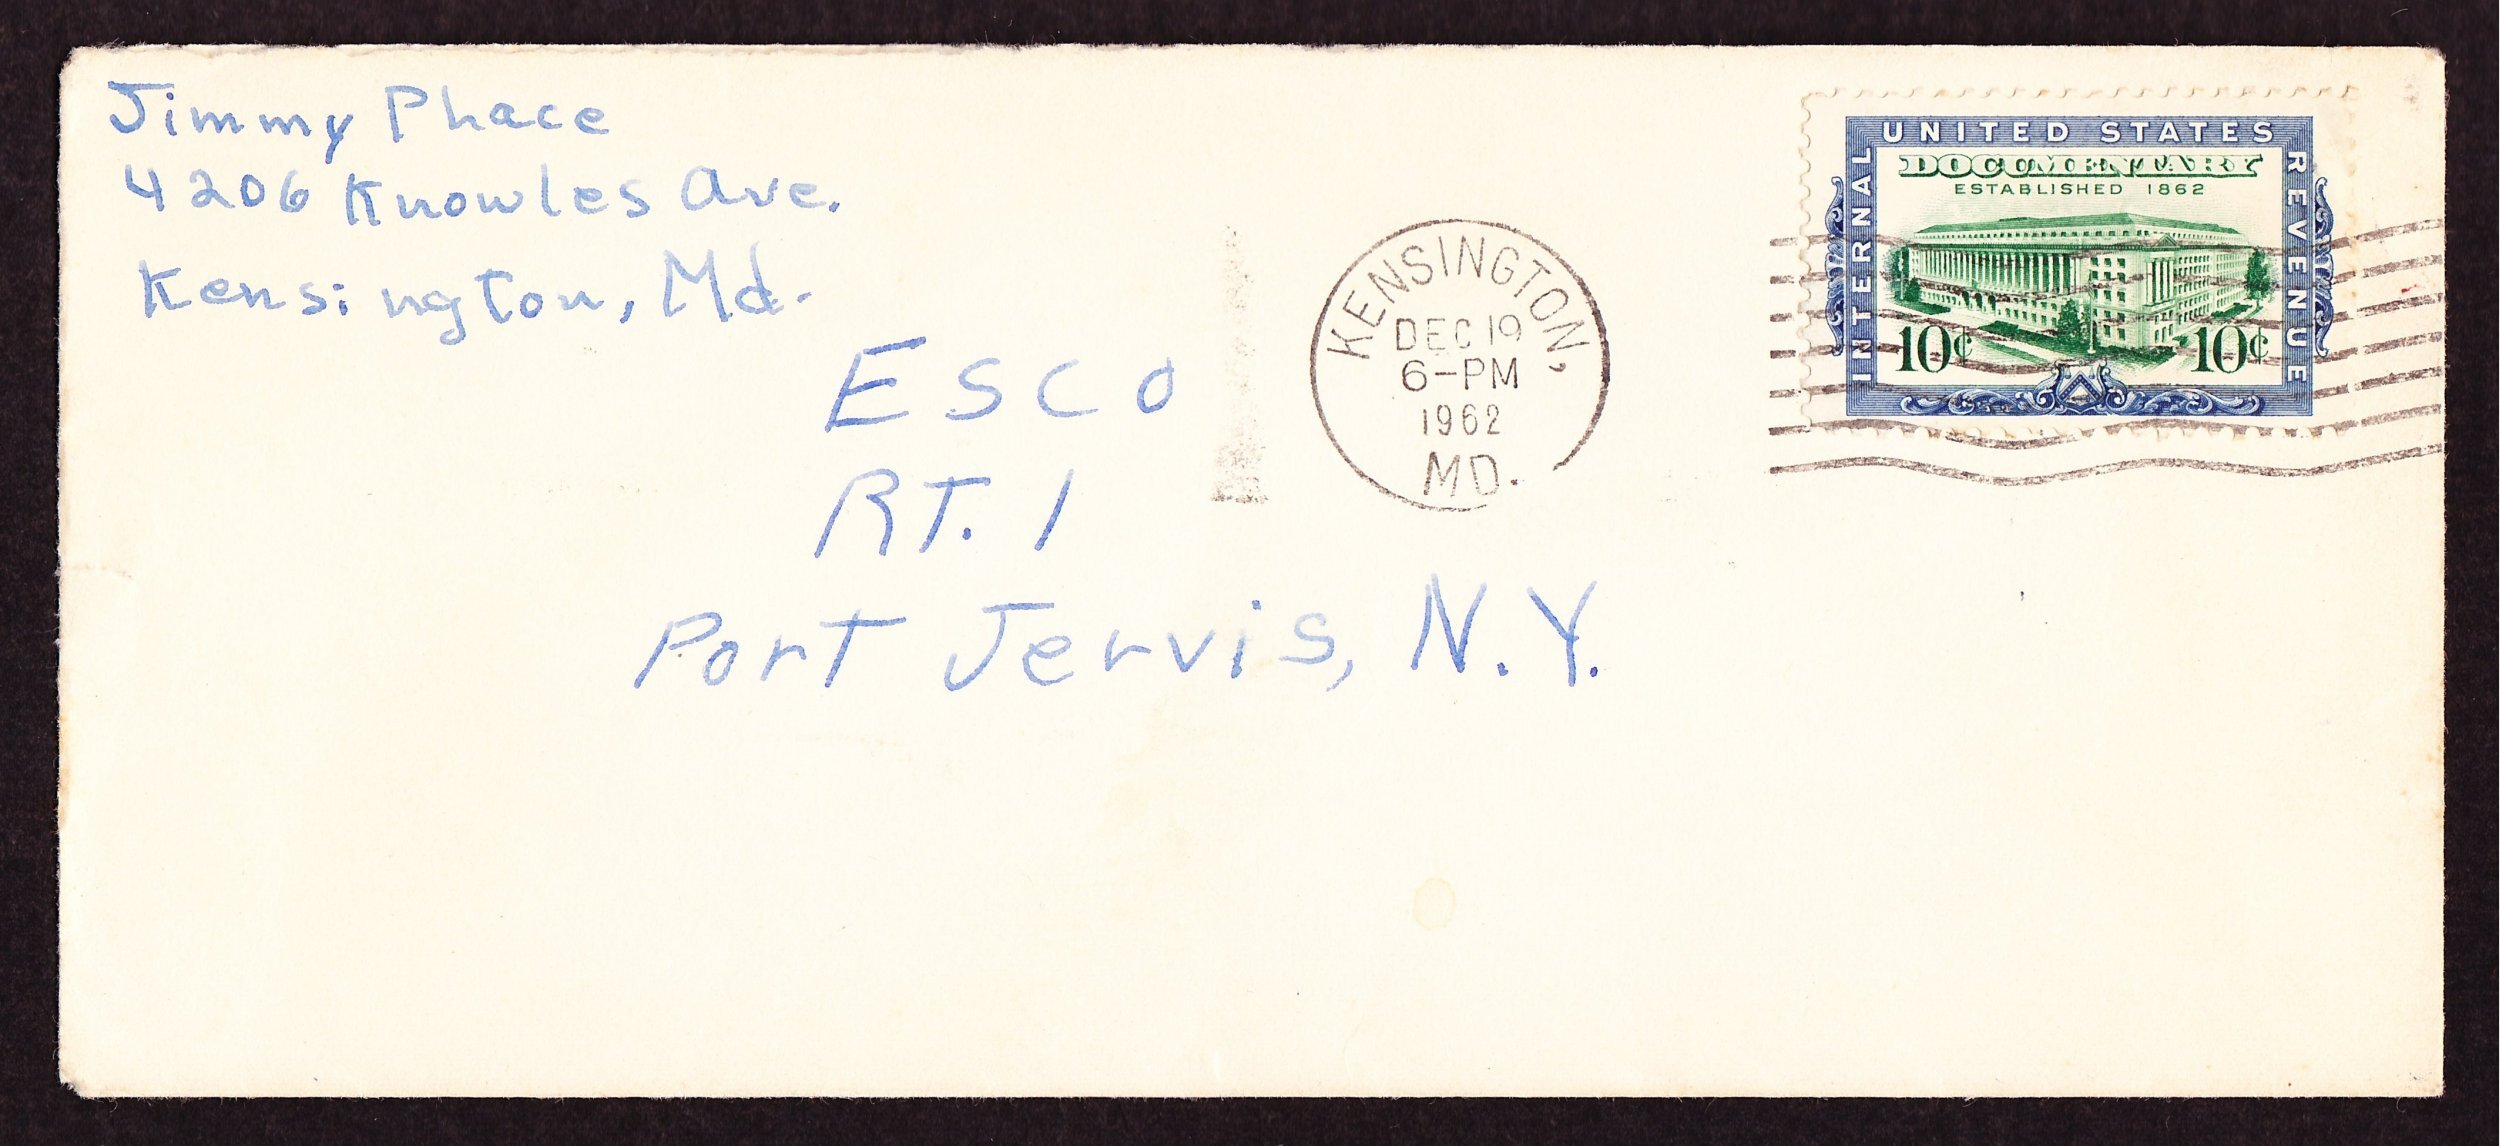 Jimmy Phace
4206 Knowles Ave.
Kensington, Md.
ESCO
RT. 1
Port Jervis, N.Y.
KENSINGTON,
DEC 19
6-PM
1962
MD.
UNITED STATES
INTERNAL
REVENUE
DOCUMENTARY
ESTABLISHED 1862
10¢ 10¢